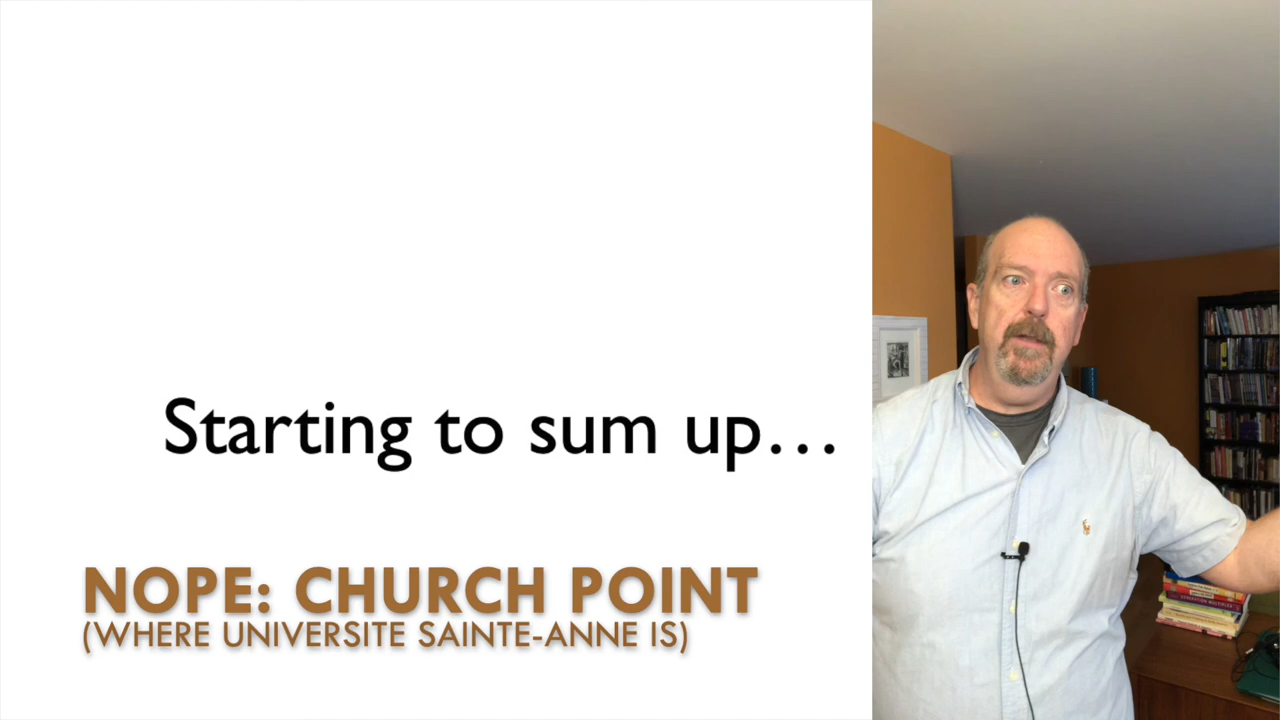 Starting to sum up...
NOPE: CHURCH POINT
(WHERE UNIVERSITE SAINTE-ANNE IS)